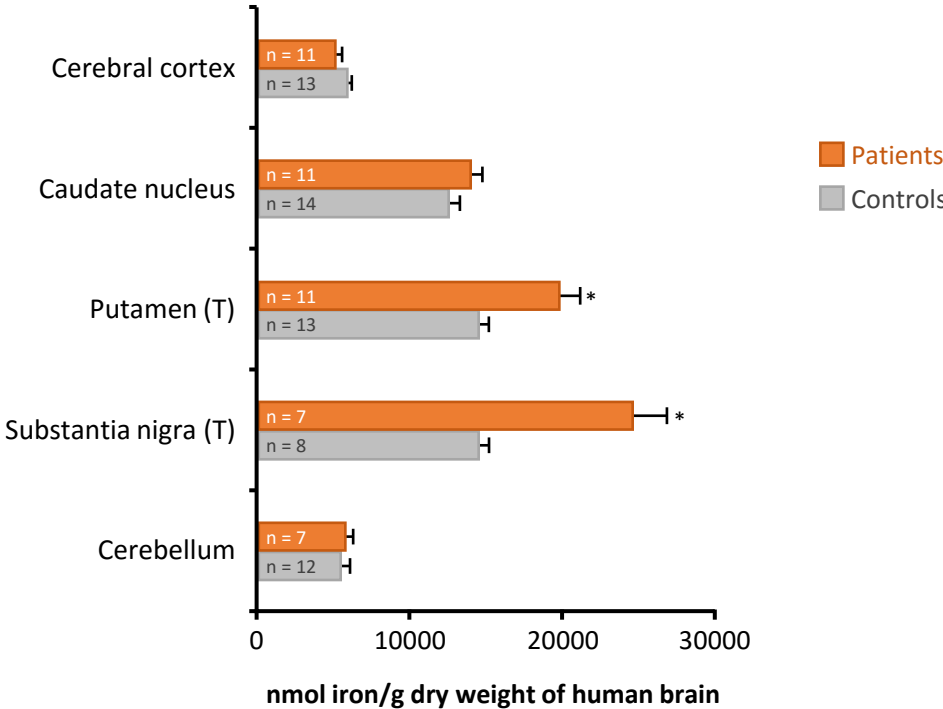 Cerebral cortex
n = 11
n = 13
Caudate nucleus
n = 11
n = 14
Putamen (T)
n = 11
*
n = 13
Substantia nigra (T)
n = 7
*
n = 8
Cerebellum
n = 7
n = 12
0 10000 20000 30000
nmol iron/g dry weight of human brain
Patients
Controls